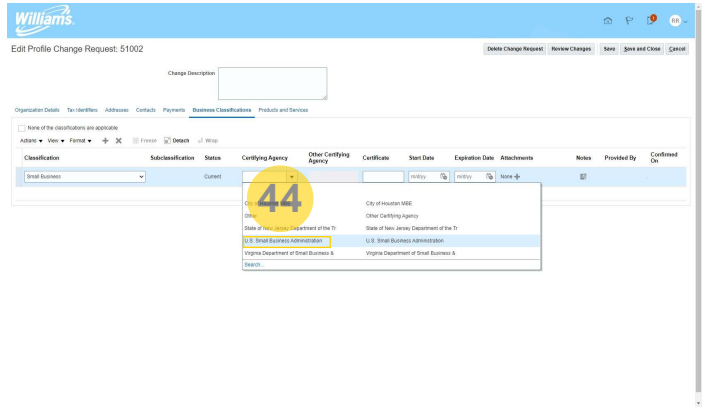 Williams.
RR
Edit Profile Change Request: 51002
Delete Change Request Review Changes Save Save and Close Cancel
Change Description
Organization Details Tax Identifiers Addresses Contacts Payments Business Classifications Products and Services
None of the classifications are applicable
Actions View Format Freeze Detach Wrap
Classification Subclassification Status Certifying Agency Other Certifying Agency Certificate Start Date Expiration Date Attachments Notes Provided By Confirmed On
Small Business Current m/d/yy m/d/yy None
44
City of Houston MBE City of Houston MBE
Other Other Certifying Agency
State of New Jersey Department of the Tr State of New Jersey Department of the Tr
U.S. Small Business Administration U.S. Small Business Administration
Virginia Department of Small Business & Virginia Department of Small Business &
Search...